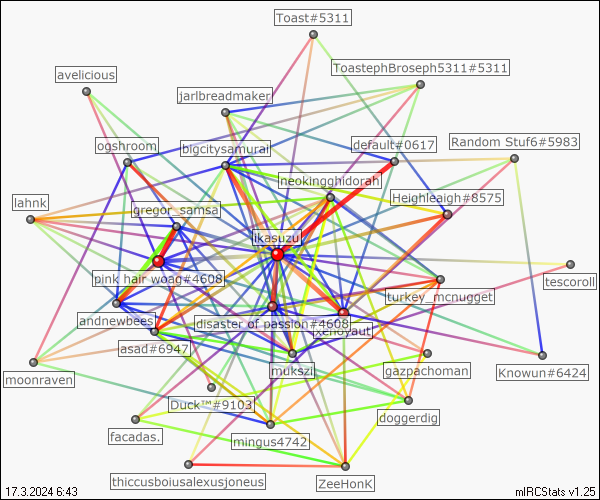 Toast#5311
ToastephBroseph5311#5311
avelicious
jarlbreadmaker
ogshroom
bigcitysamurai
default#0617
Random Stuf6#5983
neokingghidorah
Heighleaigh#8575
lahnk
gregor_samsa
ikasuzu
pink hair woag#4608
tescoroll
turkey_mcnugget
andnewbees
disaster of passion#4608
xenoyaut
asad#6947
mukszi
gazpachoman
Knowun#6424
moonraven
Duck™#9103
doggerdig
facadas.
mingus4742
thiccusboiusalexusjoneus
ZeeHonK
17.3.2024 6:43
mIRCStats v1.25